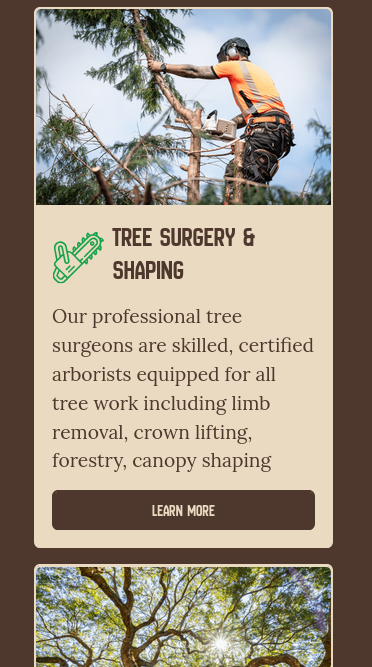 TREE SURGERY &
SHAPING
Our professional tree
surgeons are skilled, certified
arborists equipped for all
tree work including limb
removal, crown lifting,
forestry, canopy shaping
LEARN MORE